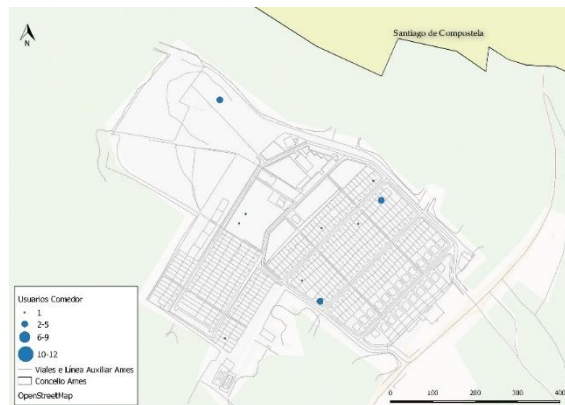 N
Santiago de Compostela
Usuarios Comedor
1
2-5
6-9
10-12
Viales e Línea Auxiliar Ames
Concello Ames
OpenStreetMap
0 100 200 300 400